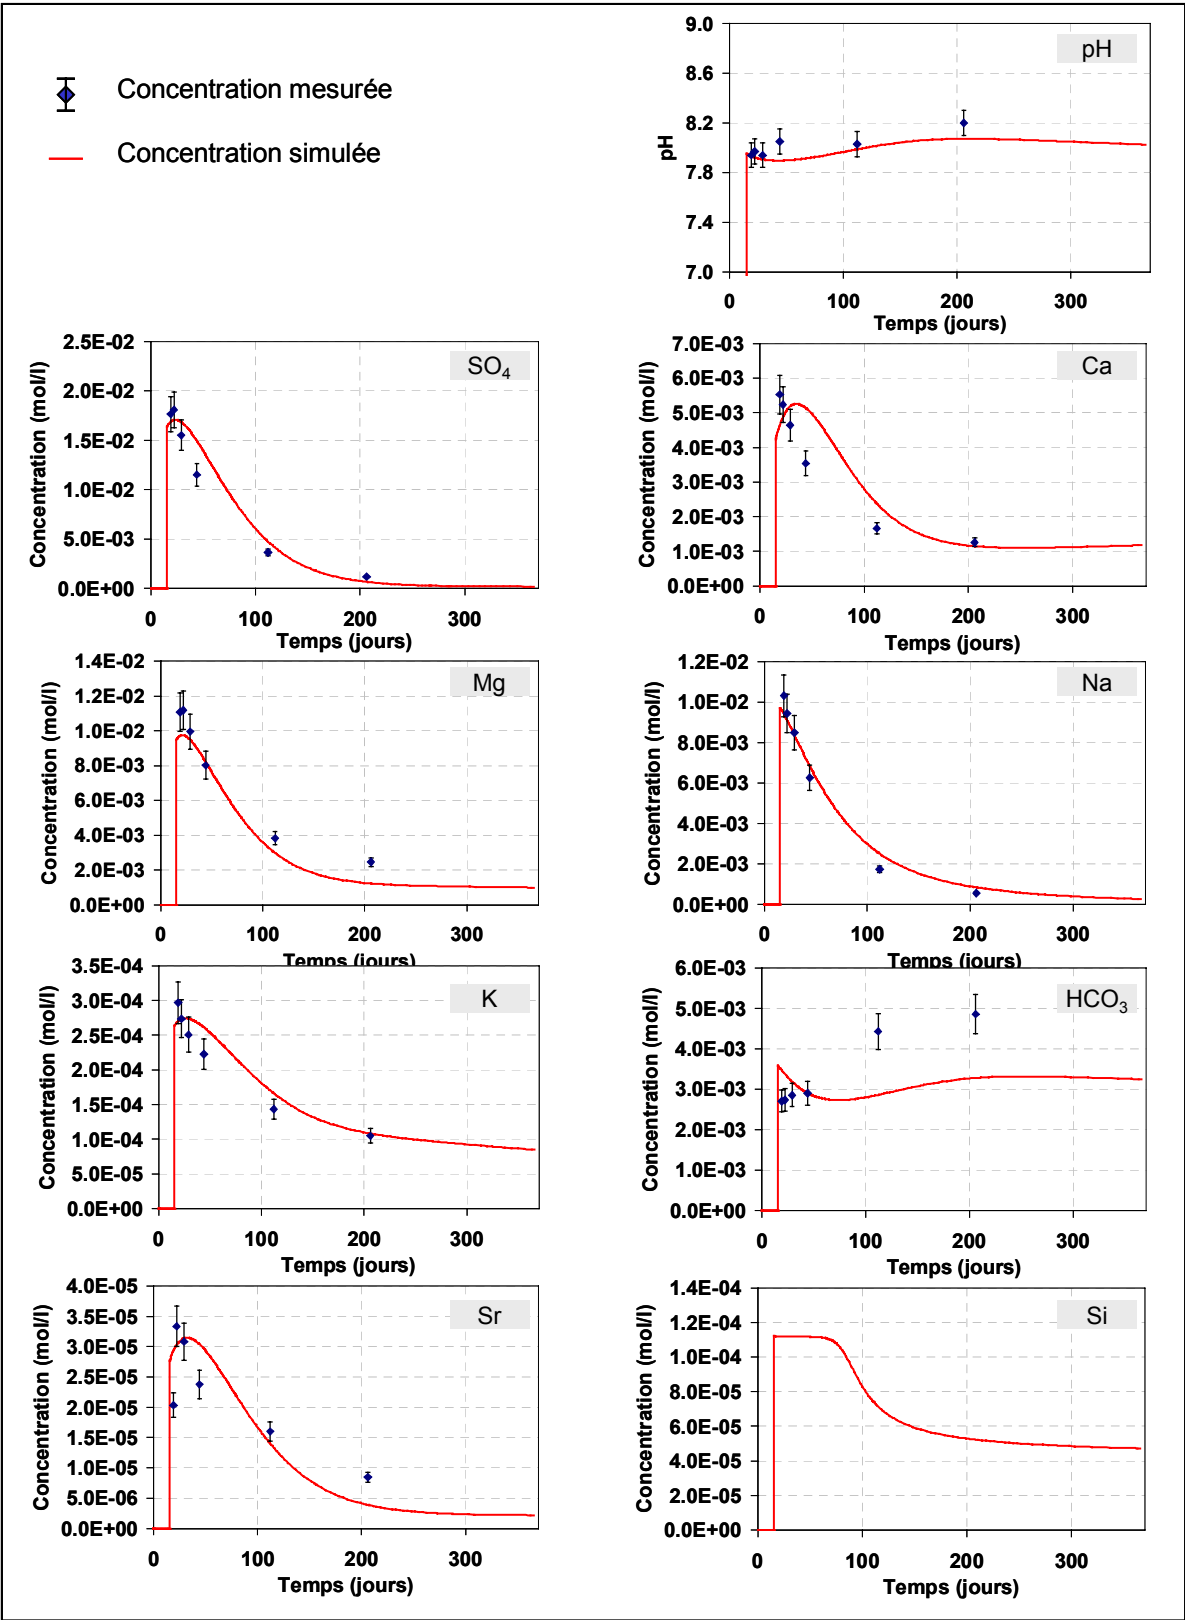 Concentration mesurée
Concentration simulée
pH
pH
9.0
8.6
8.2
7.8
7.4
7.0
0 100 200 300
Temps (jours)
SO4
Concentration (mol/l)
2.5E-02
2.0E-02
1.5E-02
1.0E-02
5.0E-03
0.0E+00
0 100 200 300
Temps (jours)
Ca
Concentration (mol/l)
7.0E-03
6.0E-03
5.0E-03
4.0E-03
3.0E-03
2.0E-03
1.0E-03
0.0E+00
0 100 200 300
Temps (jours)
Mg
Concentration (mol/l)
1.4E-02
1.2E-02
1.0E-02
8.0E-03
6.0E-03
4.0E-03
2.0E-03
0.0E+00
0 100 200 300
Temps (jours)
Na
Concentration (mol/l)
1.2E-02
1.0E-02
8.0E-03
6.0E-03
4.0E-03
2.0E-03
0.0E+00
0 100 200 300
Temps (jours)
K
Concentration (mol/l)
3.5E-04
3.0E-04
2.5E-04
2.0E-04
1.5E-04
1.0E-04
5.0E-05
0.0E+00
0 100 200 300
Temps (jours)
HCO3
Concentration (mol/l)
6.0E-03
5.0E-03
4.0E-03
3.0E-03
2.0E-03
1.0E-03
0.0E+00
0 100 200 300
Temps (jours)
Sr
Concentration (mol/l)
4.0E-05
3.5E-05
3.0E-05
2.5E-05
2.0E-05
1.5E-05
1.0E-05
5.0E-06
0.0E+00
0 100 200 300
Temps (jours)
Si
Concentration (mol/l)
1.4E-04
1.2E-04
1.0E-04
8.0E-05
6.0E-05
4.0E-05
2.0E-05
0.0E+00
0 100 200 300
Temps (jours)